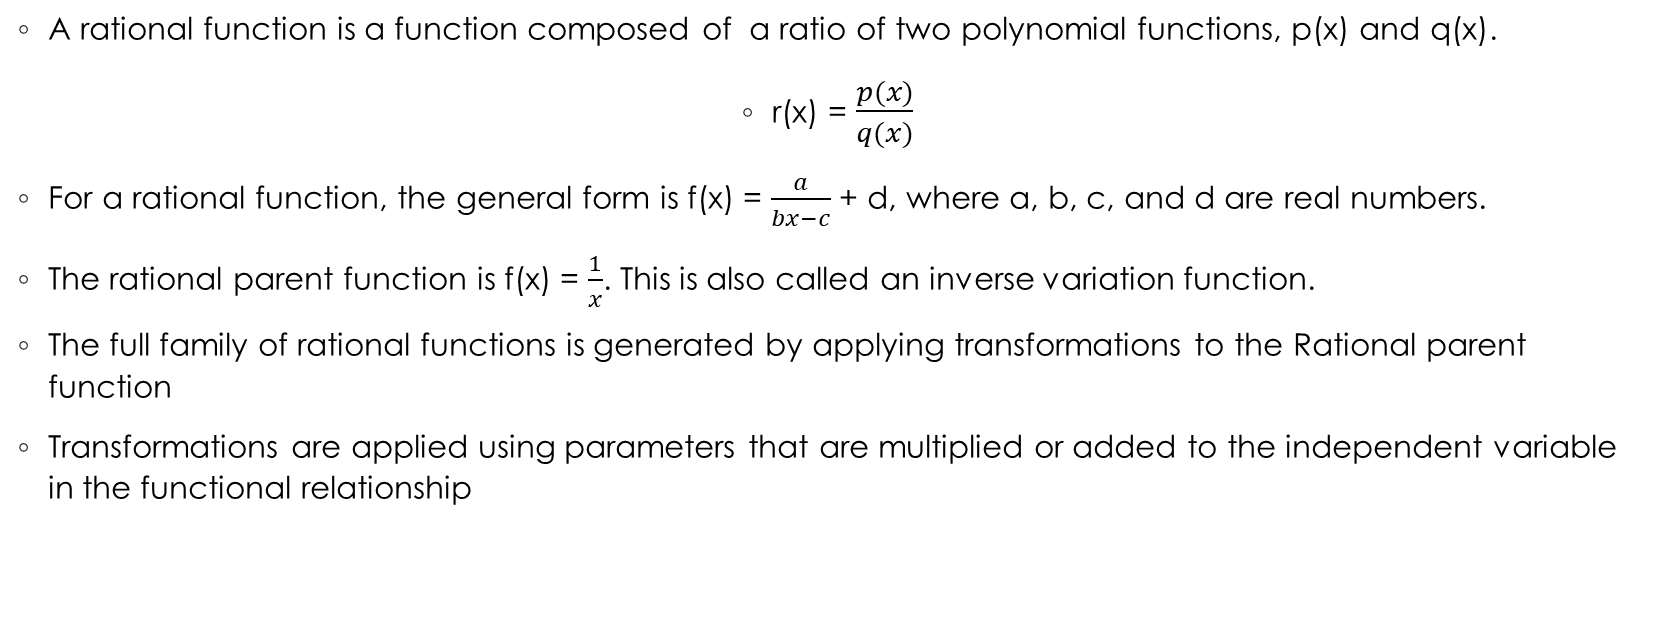 ◦ A rational function is a function composed of a ratio of two polynomial functions, p(x) and q(x).
◦ r(x) = p(x)/q(x)
◦ For a rational function, the general form is f(x) = a/(bx−c) + d, where a, b, c, and d are real numbers.
◦ The rational parent function is f(x) = 1/x. This is also called an inverse variation function.
◦ The full family of rational functions is generated by applying transformations to the Rational parent
function
◦ Transformations are applied using parameters that are multiplied or added to the independent variable
in the functional relationship